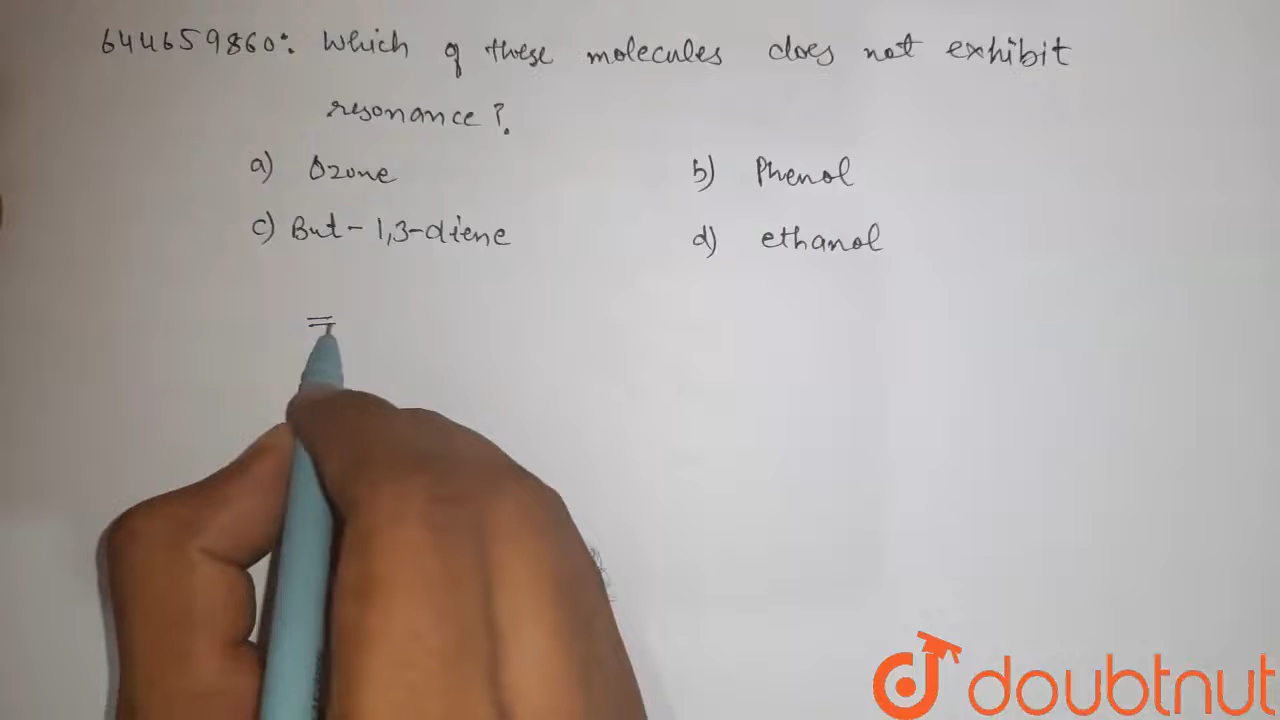 644659860:. Which of these molecules does not exhibit
resonance?.
a) Ozone b) Phenol
c) But-1,3-diene d) ethanol
=
doubtnut